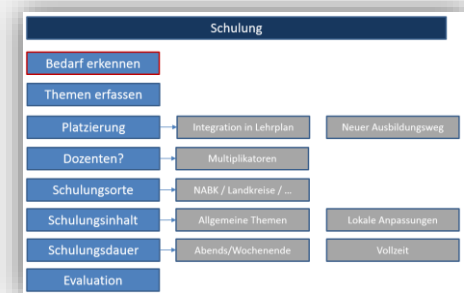 Schulung
Bedarf erkennen
Themen erfassen
Platzierung
Integration in Lehrplan
Neuer Ausbildungsweg
Dozenten?
Multiplikatoren
Schulungsorte
NABK / Landkreise / ...
Schulungsinhalt
Allgemeine Themen
Lokale Anpassungen
Schulungsdauer
Abends/Wochenende
Vollzeit
Evaluation